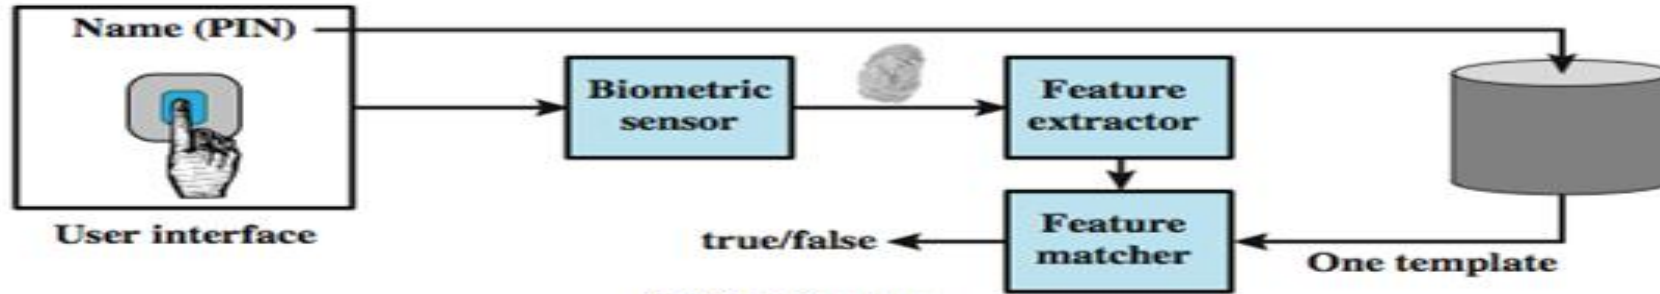 Name (PIN)
Biometric
sensor
Feature
extractor
User interface
true/false
Feature
matcher
One template